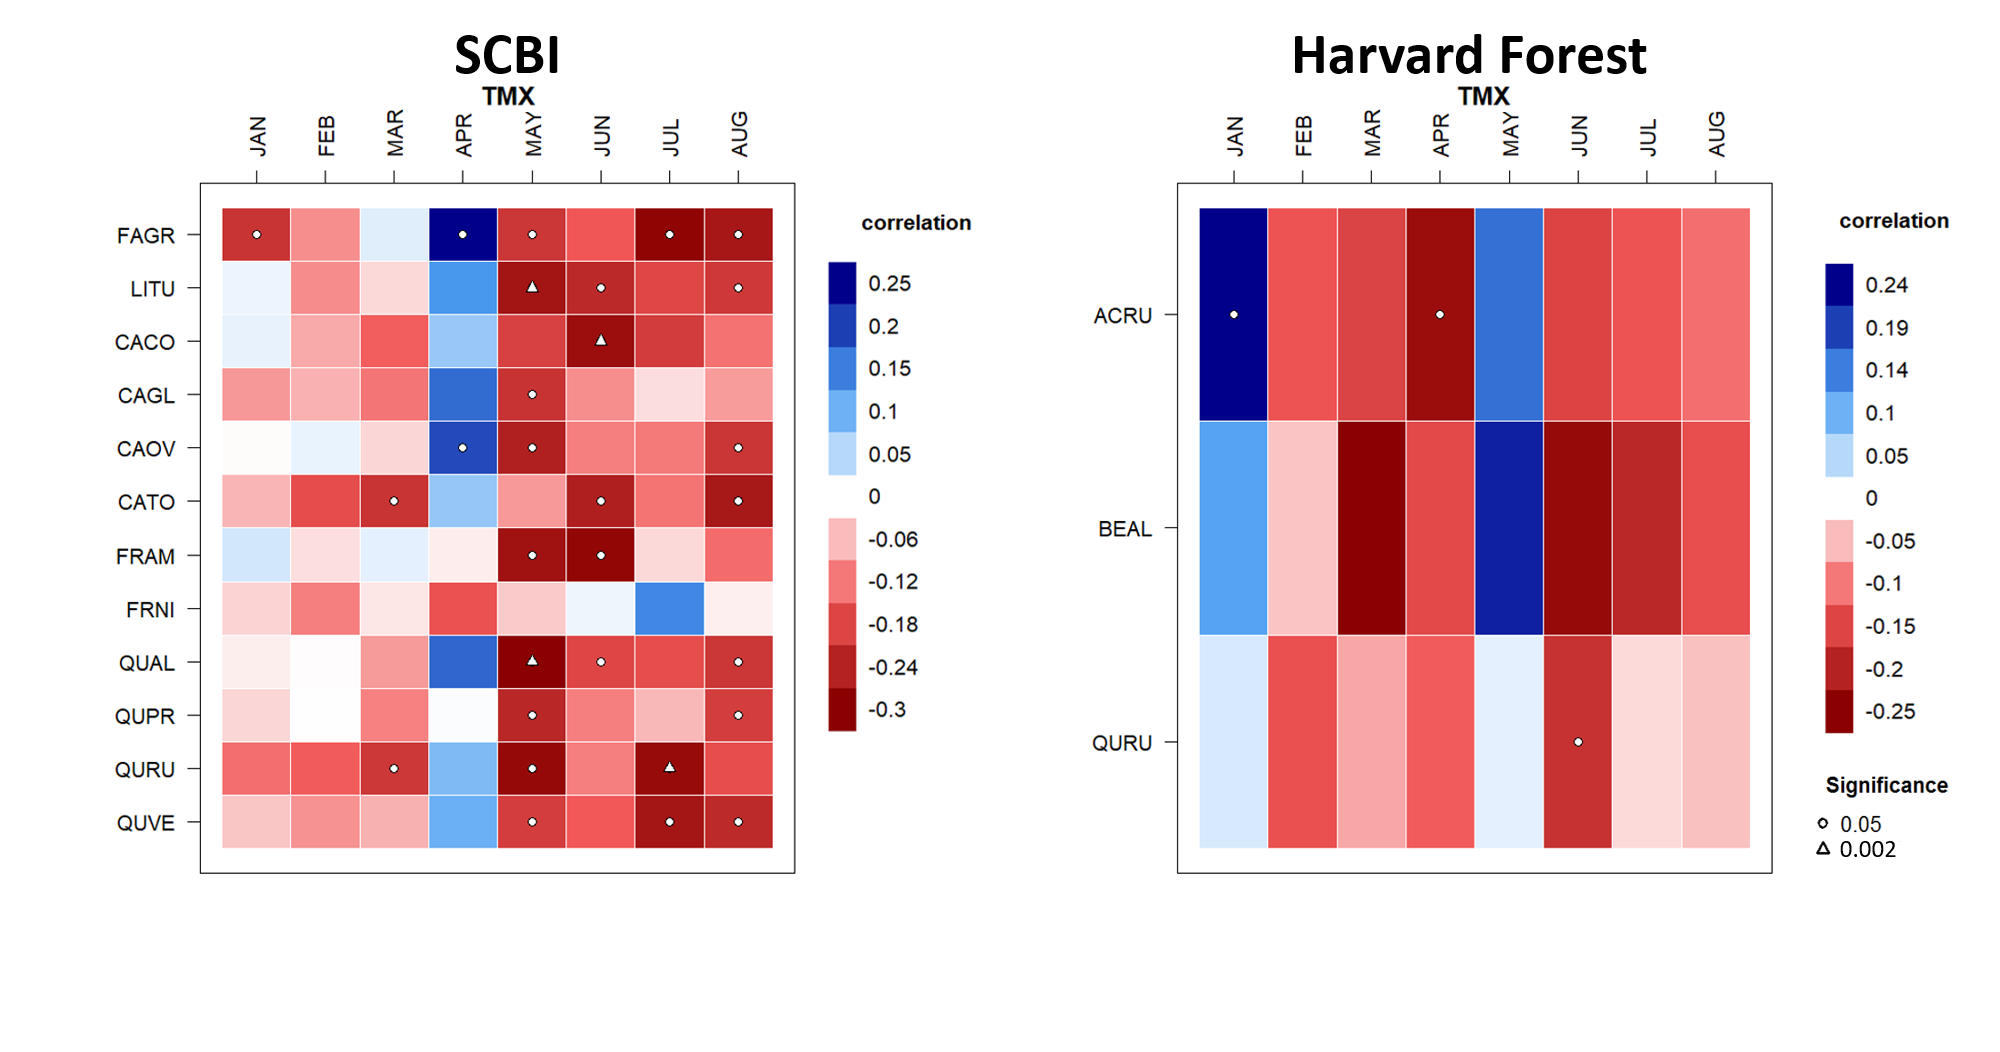 SCBI
TMX
JAN FEB MAR APR MAY JUN JUL AUG
FAGR
LITU
CACO
CAGL
CAOV
CATO
FRAM
FRNI
QUAL
QUPR
QURU
QUVE
correlation
0.25
0.2
0.15
0.1
0.05
0
-0.06
-0.12
-0.18
-0.24
-0.3
Harvard Forest
TMX
JAN FEB MAR APR MAY JUN JUL AUG
ACRU
BEAL
QURU
correlation
0.24
0.19
0.14
0.1
0.05
0
-0.05
-0.1
-0.15
-0.2
-0.25
Significance
0.05
0.002